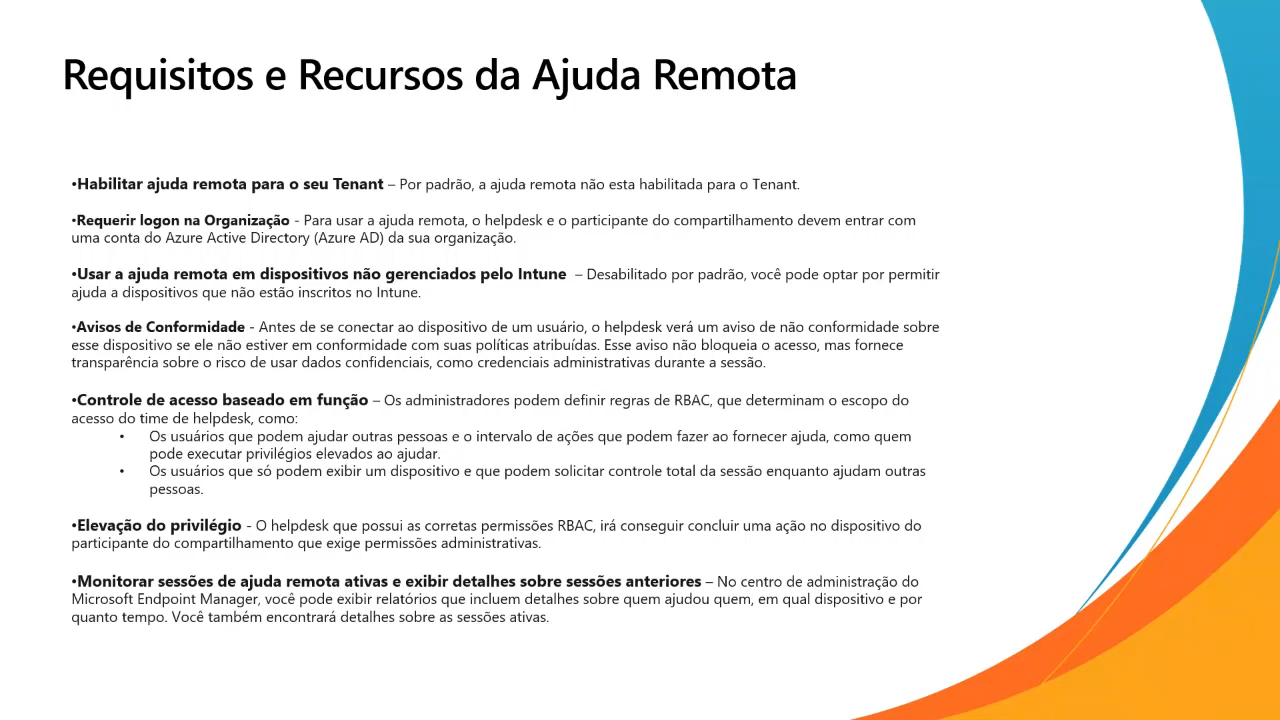 Requisitos e Recursos da Ajuda Remota
•Habilitar ajuda remota para o seu Tenant – Por padrão, a ajuda remota não esta habilitada para o Tenant.
•Requerir logon na Organização - Para usar a ajuda remota, o helpdesk e o participante do compartilhamento devem entrar com
uma conta do Azure Active Directory (Azure AD) da sua organização.
•Usar a ajuda remota em dispositivos não gerenciados pelo Intune – Desabilitado por padrão, você pode optar por permitir
ajuda a dispositivos que não estão inscritos no Intune.
•Avisos de Conformidade - Antes de se conectar ao dispositivo de um usuário, o helpdesk verá um aviso de não conformidade sobre
esse dispositivo se ele não estiver em conformidade com suas políticas atribuídas. Esse aviso não bloqueia o acesso, mas fornece
transparência sobre o risco de usar dados confidenciais, como credenciais administrativas durante a sessão.
•Controle de acesso baseado em função – Os administradores podem definir regras de RBAC, que determinam o escopo do
acesso do time de helpdesk, como:
• Os usuários que podem ajudar outras pessoas e o intervalo de ações que podem fazer ao fornecer ajuda, como quem
pode executar privilégios elevados ao ajudar.
• Os usuários que só podem exibir um dispositivo e que podem solicitar controle total da sessão enquanto ajudam outras
pessoas.
•Elevação do privilégio - O helpdesk que possui as corretas permissões RBAC, irá conseguir concluir uma ação no dispositivo do
participante do compartilhamento que exige permissões administrativas.
•Monitorar sessões de ajuda remota ativas e exibir detalhes sobre sessões anteriores – No centro de administração do
Microsoft Endpoint Manager, você pode exibir relatórios que incluem detalhes sobre quem ajudou quem, em qual dispositivo e por
quanto tempo. Você também encontrará detalhes sobre as sessões ativas.